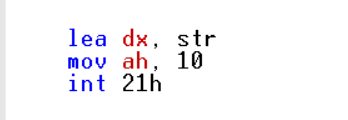 lea dx, str
mov ah, 10
int 21h